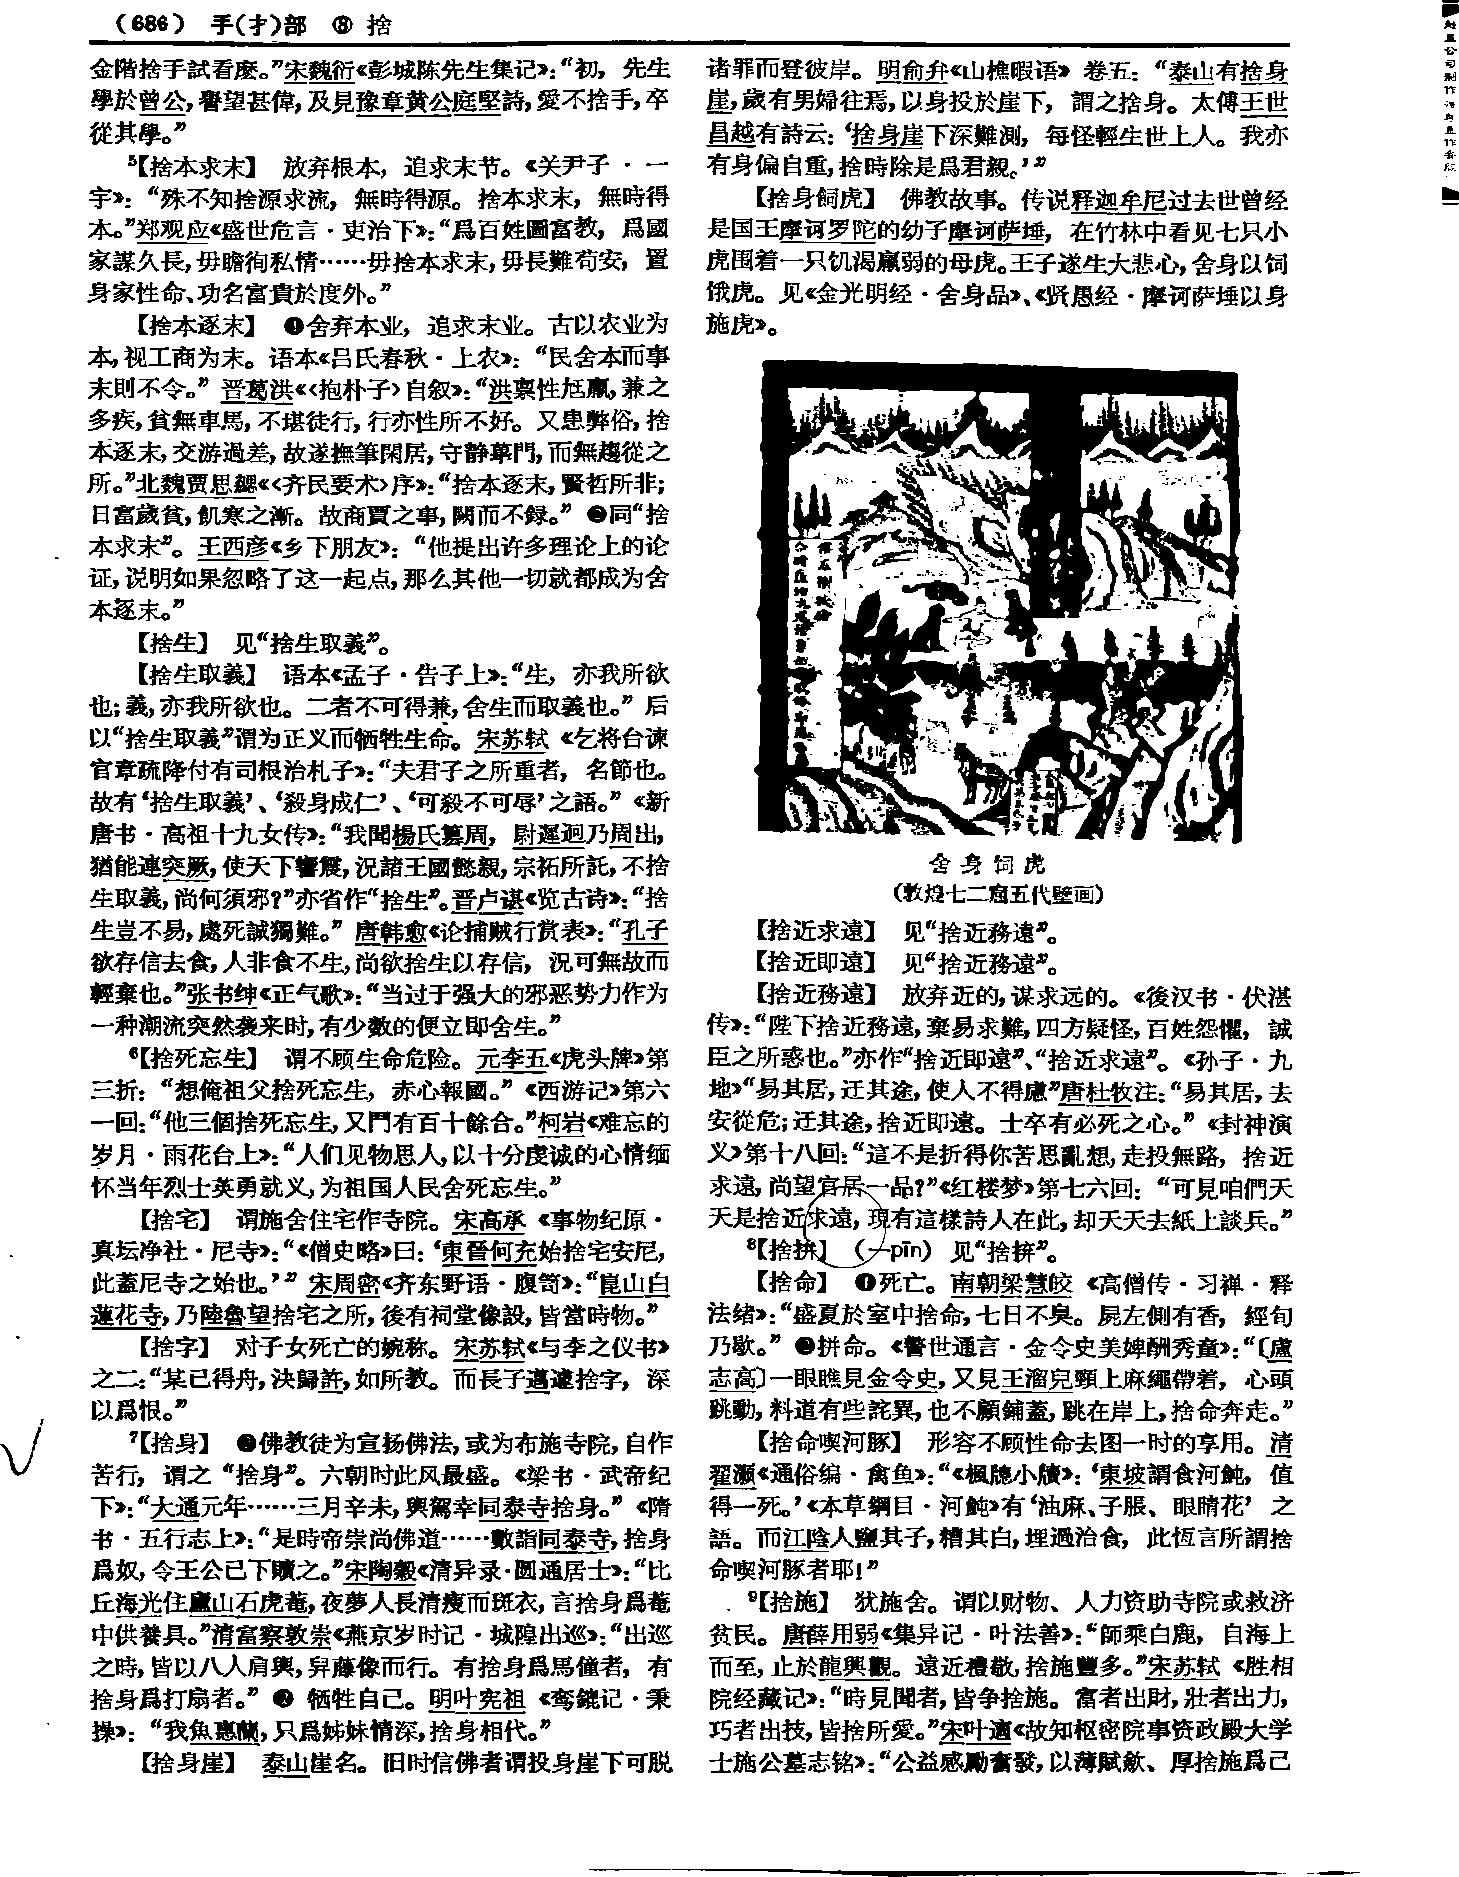 (686) 手(扌)部 ⑧ 捨
金階捨手試看麽。”宋魏衍《彭城陈先生集记》：“初，先生
學於曾公，譽望甚偉，及見豫章黄公庭堅詩，愛不捨手，卒
從其學。”
⁵【捨本求末】 放弃根本，追求末节。《关尹子·一
宇》：“殊不知捨源求流，無時得源。捨本求末，無時得
本。”郑观应《盛世危言·吏治下》：“爲百姓圖富教，爲國
家謀久長，毋瞻徇私情……毋捨本求末，毋長難苟安，置
身家性命、功名富貴於度外。”
【捨本逐末】 ❶舍弃本业，追求末业。古以农业为
本，视工商为末。语本《吕氏春秋·上农》：“民舍本而事
末則不令。”晋葛洪《〈抱朴子〉自叙》：“洪禀性尪羸，兼之
多疾，貧無車馬，不堪徒行，行亦性所不好。又患弊俗，捨
本逐末，交游過差，故遂撫筆閑居，守静蓽門，而無趨從之
所。”北魏贾思勰《〈齐民要术〉序》：“捨本逐末，賢哲所非；
日富歲貧，飢寒之漸。故商賈之事，闕而不録。”❷同“捨
本求末”。王西彦《乡下朋友》：“他提出许多理论上的论
证，说明如果忽略了这一起点，那么其他一切就都成为舍
本逐末。”
【捨生】 见“捨生取義”。
【捨生取義】 语本《孟子·告子上》：“生，亦我所欲
也；義，亦我所欲也。二者不可得兼，舍生而取義也。”后
以“捨生取義”谓为正义而牺牲生命。宋苏轼《乞将台谏
官章疏降付有司根治札子》：“夫君子之所重者，名節也。
故有‘捨生取義’、‘殺身成仁’、‘可殺不可辱’之語。”《新
唐书·高祖十九女传》：“我聞楊氏篡周，尉遲迥乃周出，
猶能連突厥，使天下響震，況諸王國懿親，宗祏所託，不捨
生取義，尚何須邪？”亦省作“捨生”。晋卢谌《览古诗》：“捨
生豈不易，處死誠獨難。”唐韩愈《论捕贼行赏表》：“孔子
欲存信去食，人非食不生，尚欲捨生以存信，況可無故而
輕棄也。”张书绅《正气歌》：“当过于强大的邪恶势力作为
一种潮流突然袭来时，有少数的便立即舍生。”
⁶【捨死忘生】 谓不顾生命危险。元李五《虎头牌》第
三折：“想俺祖父捨死忘生，赤心報國。”《西游记》第六
一回：“他三個捨死忘生，又鬥有百十餘合。”柯岩《难忘的
岁月·雨花台上》：“人们见物思人，以十分虔诚的心情缅
怀当年烈士英勇就义，为祖国人民舍死忘生。”
【捨宅】 谓施舍住宅作寺院。宋高承《事物纪原·
真坛净社·尼寺》：“《僧史略》曰：‘東晉何充始捨宅安尼，
此蓋尼寺之始也。’”宋周密《齐东野语·腹笥》：“崑山白
蓮花寺，乃陸魯望捨宅之所，後有祠堂像設，皆當時物。”
【捨字】 对子女死亡的婉称。宋苏轼《与李之仪书》
之二：“某已得舟，決歸許，如所教。而長子邁遽捨字，深
以爲恨。”
⁷【捨身】 ❶佛教徒为宣扬佛法，或为布施寺院，自作
苦行，谓之“捨身”。六朝时此风最盛。《梁书·武帝纪
下》：“大通元年……三月辛未，輿駕幸同泰寺捨身。”《隋
书·五行志上》：“是時帝崇尚佛道……數詣同泰寺，捨身
爲奴，令王公已下贖之。”宋陶穀《清异录·圆通居士》：“比
丘海光住廬山石虎菴，夜夢人長清瘦而斑衣，言捨身爲菴
中供養具。”清富察敦崇《燕京岁时记·城隍出巡》：“出巡
之時，皆以八人肩輿，舁藤像而行。有捨身爲馬僮者，有
捨身爲打扇者。”❷ 牺牲自己。明叶宪祖《鸾鎞记·秉
操》：“我魚惠蘭，只爲姊妹情深，捨身相代。”
【捨身崖】 泰山崖名。旧时信佛者谓投身崖下可脱
诸罪而登彼岸。明俞弁《山樵暇语》卷五：“泰山有捨身
崖，歲有男婦往焉，以身投於崖下，謂之捨身。太傅王世
昌越有詩云：‘捨身崖下深難測，每怪輕生世上人。我亦
有身偏自重，捨時除是爲君親。’”
【捨身飼虎】 佛教故事。传说释迦牟尼过去世曾经
是国王摩诃罗陀的幼子摩诃萨埵，在竹林中看见七只小
虎围着一只饥渴羸弱的母虎。王子遂生大悲心，舍身以饲
饿虎。见《金光明经·舍身品》、《贤愚经·摩诃萨埵以身
施虎》。
舍身饲虎
（敦煌七二窟五代壁画）
【捨近求遠】 见“捨近務遠”。
【捨近即遠】 见“捨近務遠”。
【捨近務遠】 放弃近的，谋求远的。《後汉书·伏湛
传》：“陛下捨近務遠，棄易求難，四方疑怪，百姓怨懼，誠
臣之所惑也。”亦作“捨近即遠”、“捨近求遠”。《孙子·九
地》“易其居，迂其途，使人不得慮”唐杜牧注：“易其居，去
安從危；迂其途，捨近即遠。士卒有必死之心。”《封神演
义》第十八回：“這不是折得你苦思亂想，走投無路，捨近
求遠，尚望官居一品？”《红楼梦》第七六回：“可見咱們天
天是捨近求遠，現有這樣詩人在此，却天天去紙上談兵。”
⁸【捨拚】（—pīn）见“捨拼”。
【捨命】 ❶死亡。南朝梁慧皎《高僧传·习禅·释
法绪》：“盛夏於室中捨命，七日不臭。屍左側有香，經旬
乃歇。”❷拼命。《警世通言·金令史美婢酬秀童》：“〔盧
志高〕一眼瞧見金令史，又見王溜兒頸上麻繩帶着，心頭
跳動，料道有些詫異，也不顧鋪蓋，跳在岸上，捨命奔走。”
【捨命喫河豚】 形容不顾性命去图一时的享用。清
翟灏《通俗编·禽鱼》：“《楓牕小牘》：‘東坡謂食河魨，值
得一死。’《本草綱目·河魨》有‘油麻、子脹、眼睛花’之
語。而江陰人鹽其子，糟其白，埋過治食，此恆言所謂捨
命喫河豚者耶！”
⁹【捨施】 犹施舍。谓以财物、人力资助寺院或救济
贫民。唐薛用弱《集异记·叶法善》：“師乘白鹿，自海上
而至，止於龍興觀。遠近禮敬，捨施豐多。”宋苏轼《胜相
院经藏记》：“時見聞者，皆争捨施。富者出財，壯者出力，
巧者出技，皆捨所愛。”宋叶適《故知枢密院事资政殿大学
士施公墓志铭》：“公益感勵奮發，以薄賦斂、厚捨施爲己